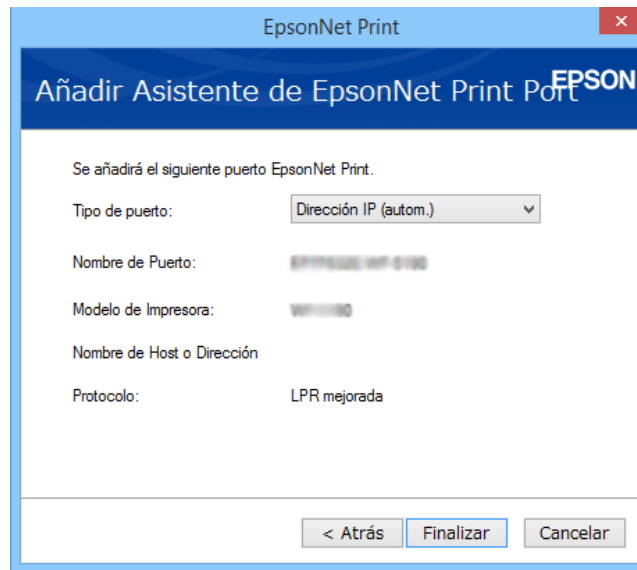 EpsonNet Print
Añadir Asistente de EpsonNet Print Port
EPSON
Se añadirá el siguiente puerto EpsonNet Print.
Tipo de puerto: Dirección IP (autom.)
Nombre de Puerto:
Modelo de Impresora:
Nombre de Host o Dirección
Protocolo: LPR mejorada
< Atrás Finalizar Cancelar